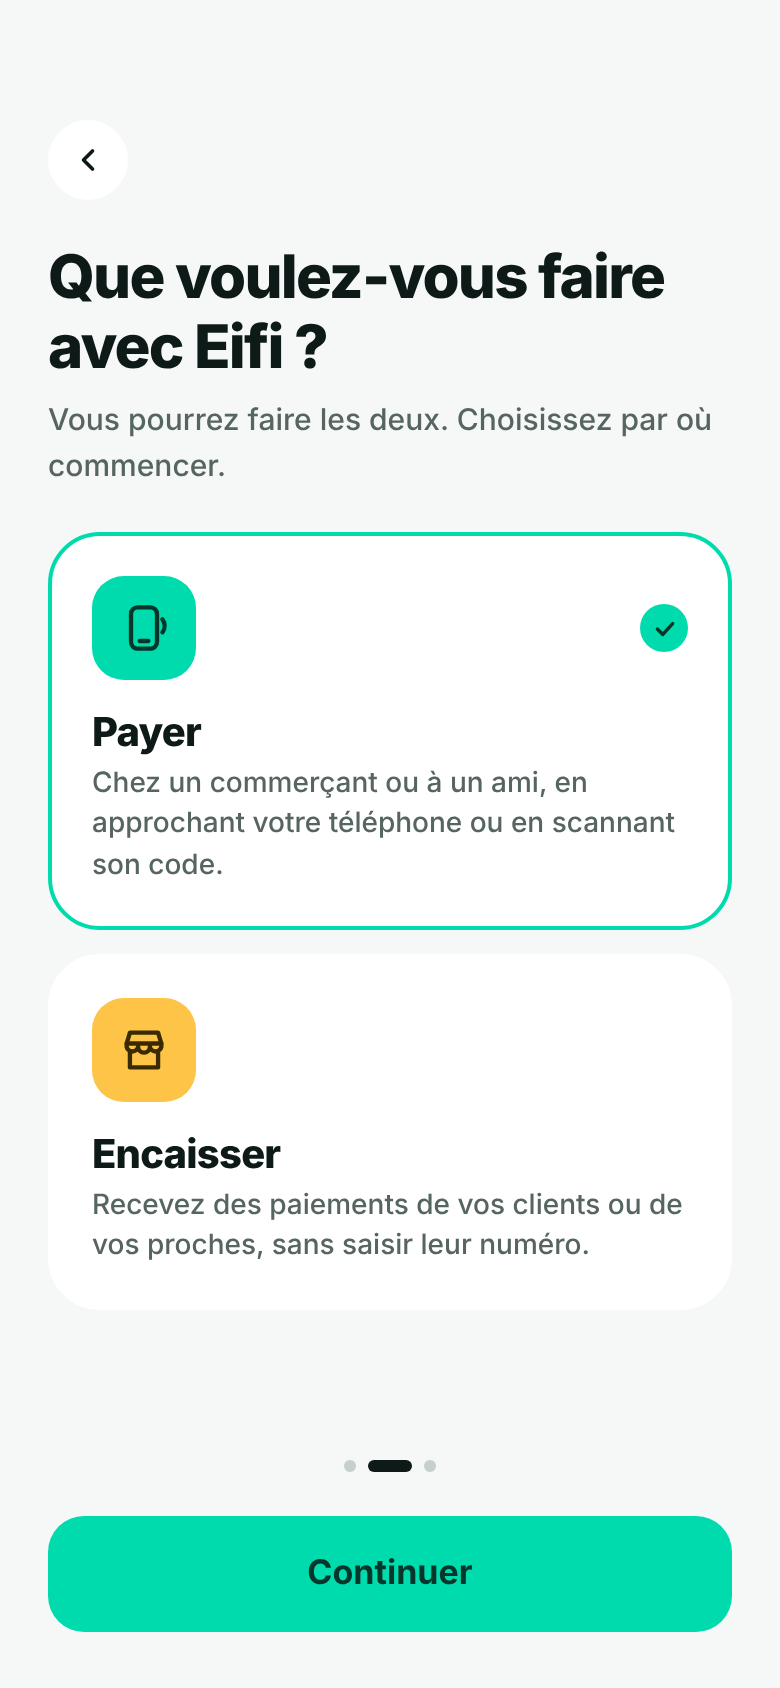 Que voulez-vous faire
avec Eifi ?
Vous pourrez faire les deux. Choisissez par où
commencer.
Payer
Chez un commerçant ou à un ami, en
approchant votre téléphone ou en scannant
son code.
Encaisser
Recevez des paiements de vos clients ou de
vos proches, sans saisir leur numéro.
Continuer